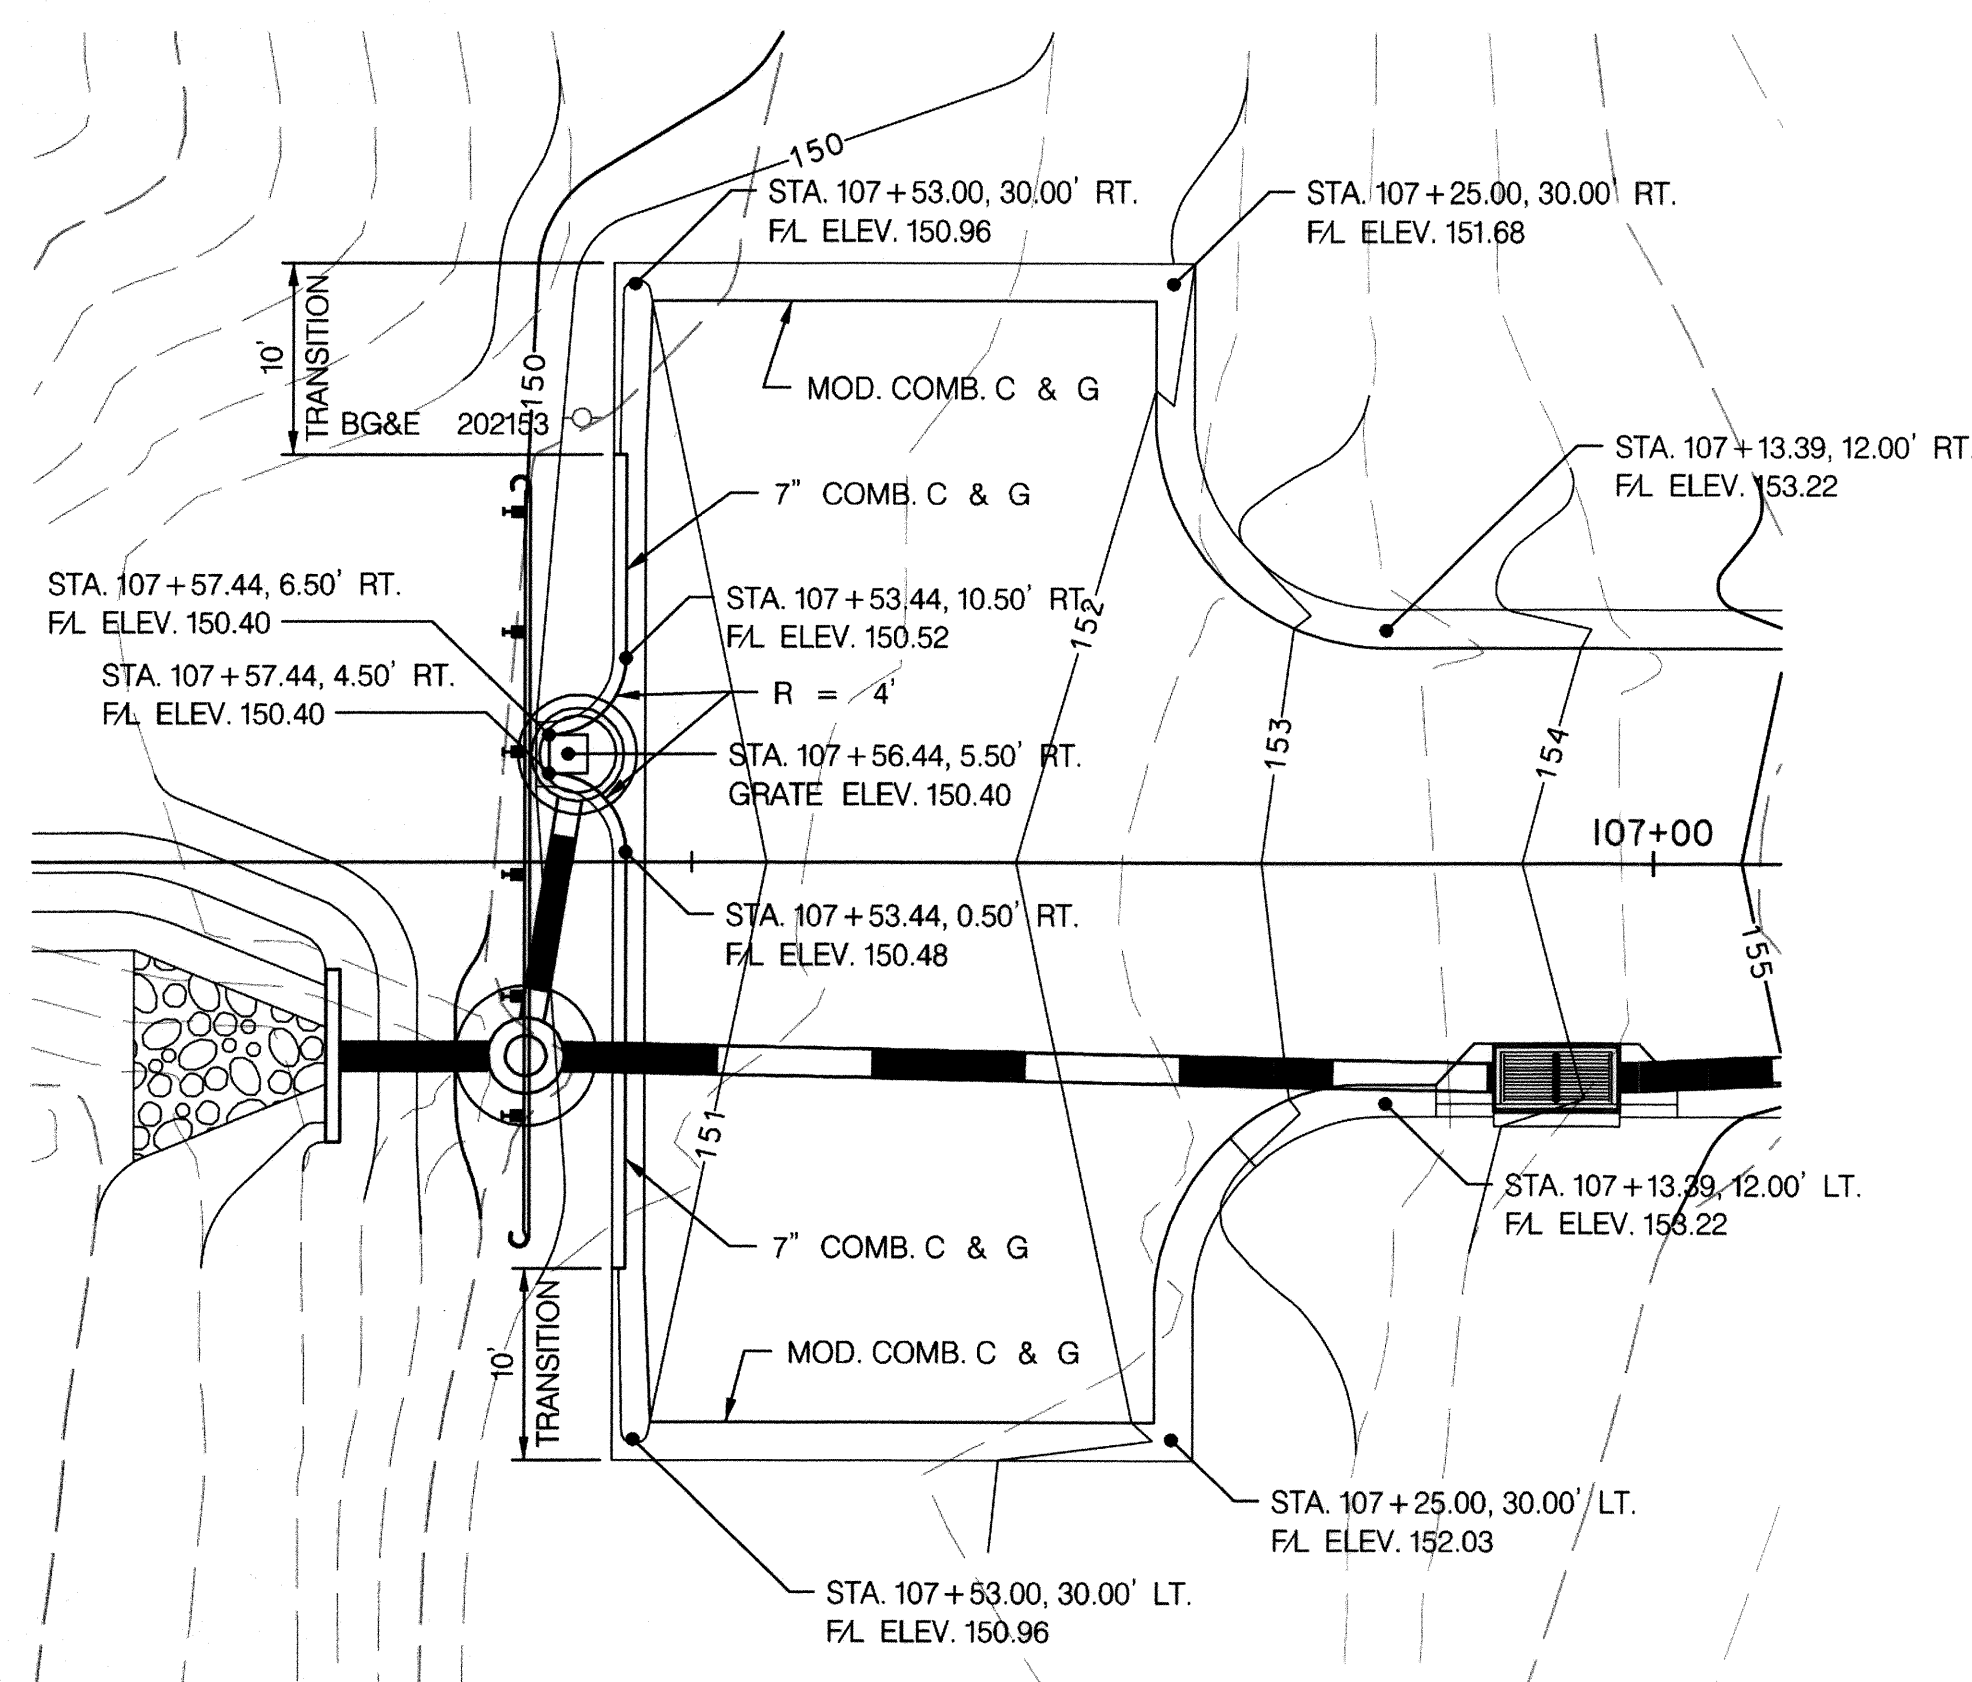 150
STA. 107+53.00, 30.00' RT.
F/L ELEV. 150.96
STA. 107+25.00, 30.00' RT.
F/L ELEV. 151.68
10'
TRANSITION
150
BG&E 202153
MOD. COMB. C & G
STA. 107+13.39, 12.00' RT.
F/L ELEV. 153.22
7" COMB. C & G
STA. 107+57.44, 6.50' RT.
F/L ELEV. 150.40
STA. 107+53.44, 10.50' RT.
F/L ELEV. 150.52
152
STA. 107+57.44, 4.50' RT.
F/L ELEV. 150.40
R = 4'
153
154
STA. 107+56.44, 5.50' RT.
GRATE ELEV. 150.40
107+00
STA. 107+53.44, 0.50' RT.
F/L ELEV. 150.48
155
151
STA. 107+13.39, 12.00' LT.
F/L ELEV. 153.22
7" COMB. C & G
10'
TRANSITION
MOD. COMB. C & G
STA. 107+25.00, 30.00' LT.
F/L ELEV. 152.03
STA. 107+53.00, 30.00' LT.
F/L ELEV. 150.96